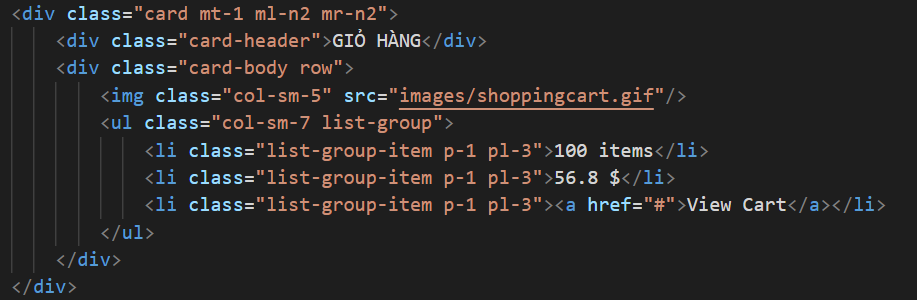 <div class="card mt-1 ml-n2 mr-n2">
<div class="card-header">GIỎ HÀNG</div>
<div class="card-body row">
<img class="col-sm-5" src="images/shoppingcart.gif"/>
<ul class="col-sm-7 list-group">
<li class="list-group-item p-1 pl-3">100 items</li>
<li class="list-group-item p-1 pl-3">56.8 $</li>
<li class="list-group-item p-1 pl-3"><a href="#">View Cart</a></li>
</ul>
</div>
</div>